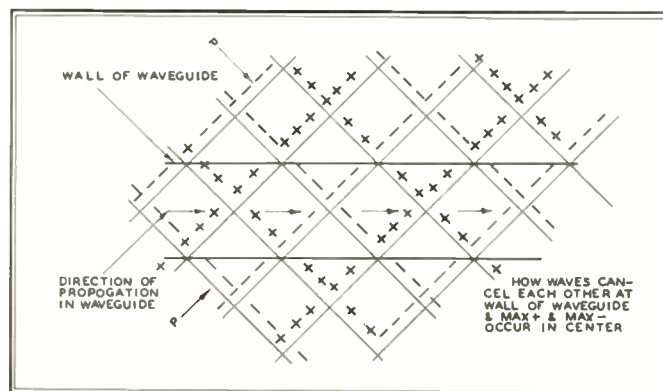 P
WALL OF WAVEGUIDE
DIRECTION OF
PROPOGATION
IN WAVEGUIDE
P
HOW WAVES CAN-
CEL EACH OTHER AT
WALL OF WAVEGUIDE
& MAX+ & MAX-
OCCUR IN CENTER